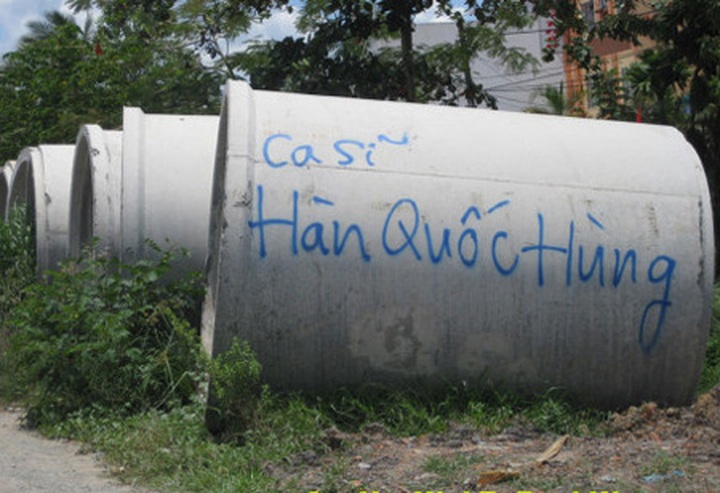 Ca Sĩ
Hàn Quốc Hùng